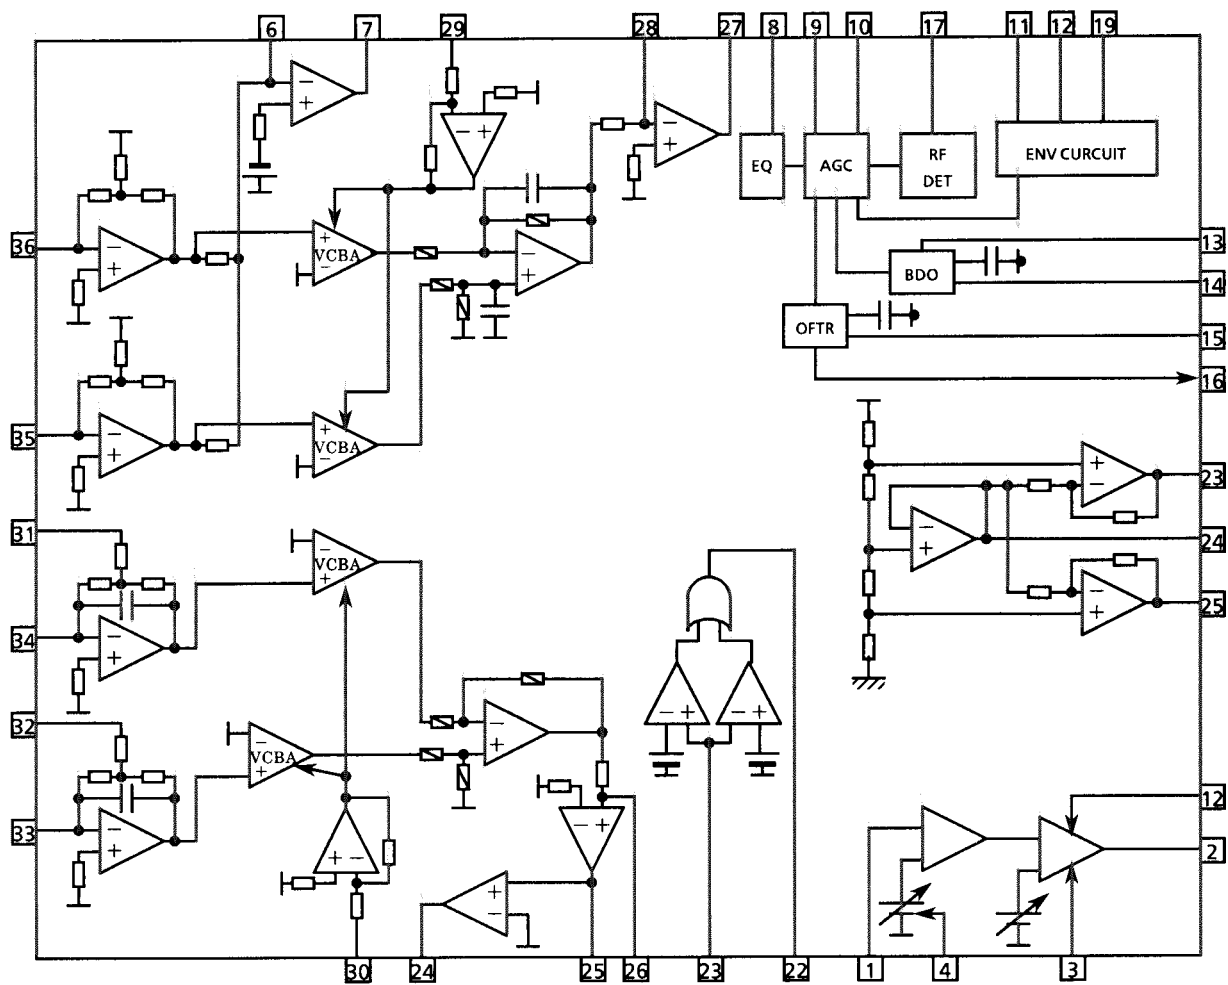 6 7 29 28 27 8 9 10 17 11 12 19
− +
− +
− +
EQ AGC RF DET ENV CURCUIT
36 − +
+ VCBA −
− +
13
BDO
14
OFTR
15
16
35 − +
+ VCBA −
+ −
23
− +
24
− +
25
31
− VCBA +
34 − +
32
− VCBA +
− +
− + − +
33 − +
+ −
− +
12
2
+ −
30 24 25 26 23 22 1 4 3